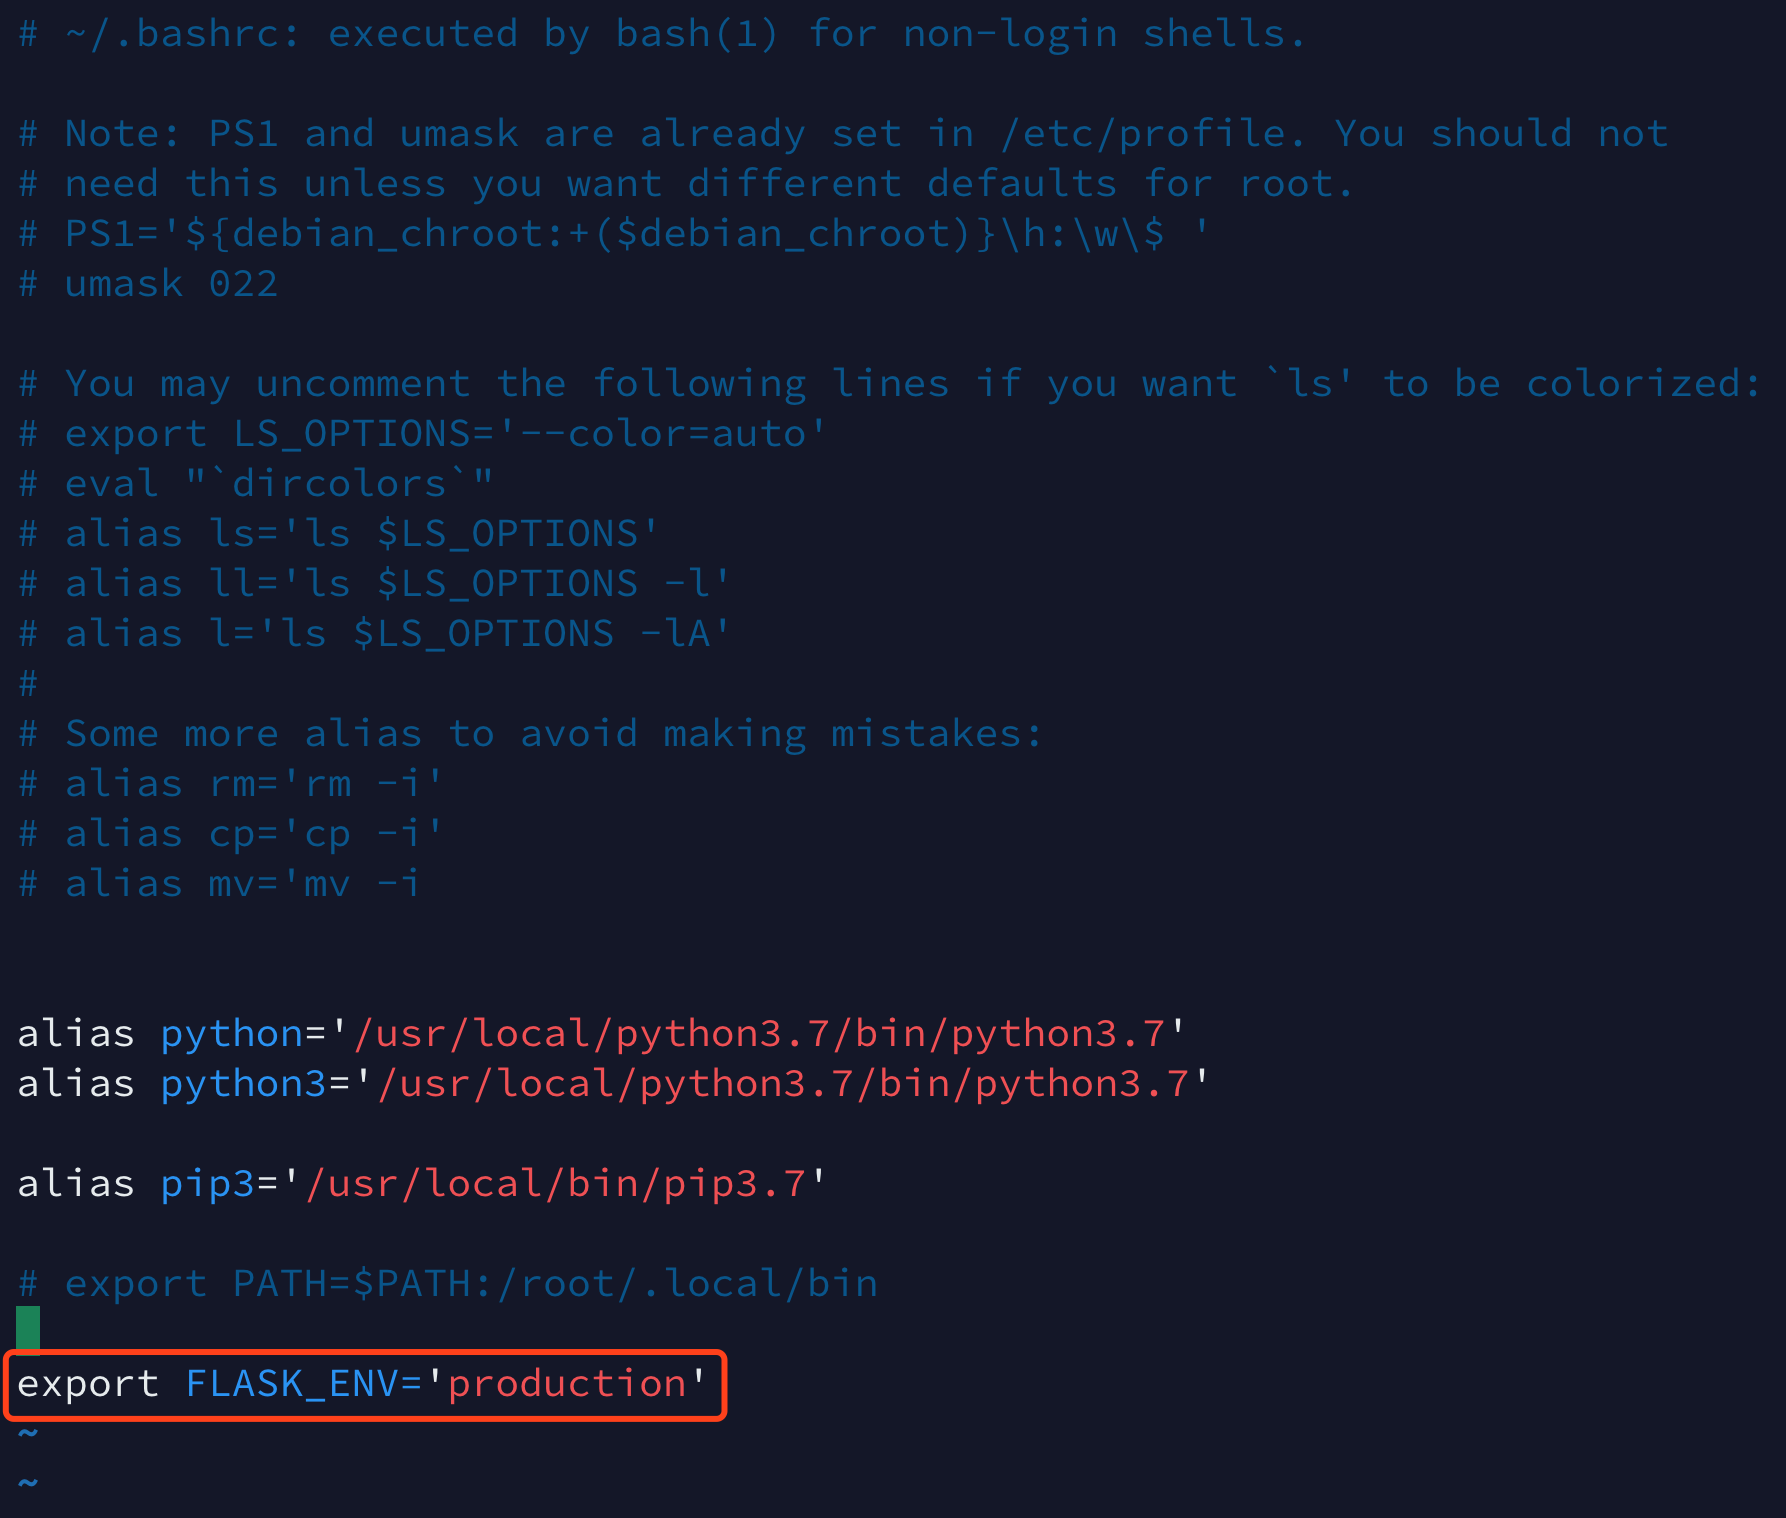 # ~/.bashrc: executed by bash(1) for non-login shells.
# Note: PS1 and umask are already set in /etc/profile. You should not
# need this unless you want different defaults for root.
# PS1='${debian_chroot:+($debian_chroot)}\h:\w\$ '
# umask 022
# You may uncomment the following lines if you want `ls' to be colorized:
# export LS_OPTIONS='--color=auto'
# eval "`dircolors`"
# alias ls='ls $LS_OPTIONS'
# alias ll='ls $LS_OPTIONS -l'
# alias l='ls $LS_OPTIONS -lA'
#
# Some more alias to avoid making mistakes:
# alias rm='rm -i'
# alias cp='cp -i'
# alias mv='mv -i
alias python='/usr/local/python3.7/bin/python3.7'
alias python3='/usr/local/python3.7/bin/python3.7'
alias pip3='/usr/local/bin/pip3.7'
# export PATH=$PATH:/root/.local/bin
export FLASK_ENV='production'
~
~